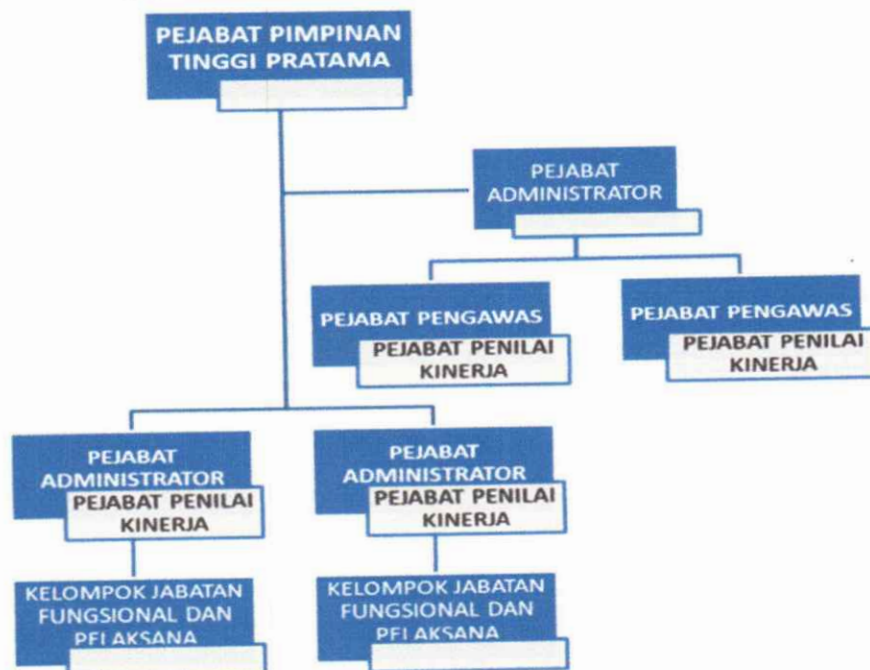 PEJABAT PIMPINAN
TINGGI PRATAMA
PEJABAT
ADMINISTRATOR
PEJABAT PENGAWAS
PEJABAT PENILAI
KINERJA
PEJABAT PENGAWAS
PEJABAT PENILAI
KINERJA
PEJABAT
ADMINISTRATOR
PEJABAT PENILAI
KINERJA
PEJABAT
ADMINISTRATOR
PEJABAT PENILAI
KINERJA
KELOMPOK JABATAN
FUNGSIONAL DAN
PELAKSANA
KELOMPOK JABATAN
FUNGSIONAL DAN
PELAKSANA